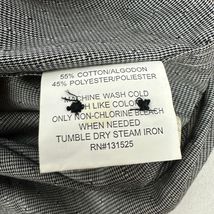 55% COTTON/ALGODON
45% POLYESTER/POLIESTER
MACHINE WASH COLD
WASH LIKE COLORS
ONLY NON-CHLORINE BLEACH
WHEN NEEDED
TUMBLE DRY STEAM IRON
RN#131525